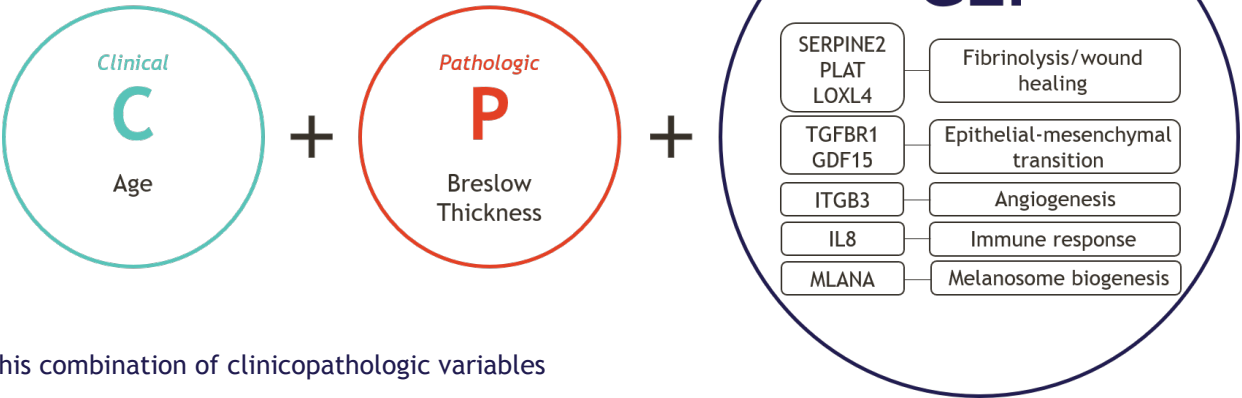 Clinical
C
Age
+
Pathologic
P
Breslow
Thickness
+
SERPINE2
PLAT
LOXL4
Fibrinolysis/wound
healing
TGFBR1
GDF15
Epithelial-mesenchymal
transition
ITGB3
Angiogenesis
IL8
Immune response
MLANA
Melanosome biogenesis
combination of clinicopathologic variables